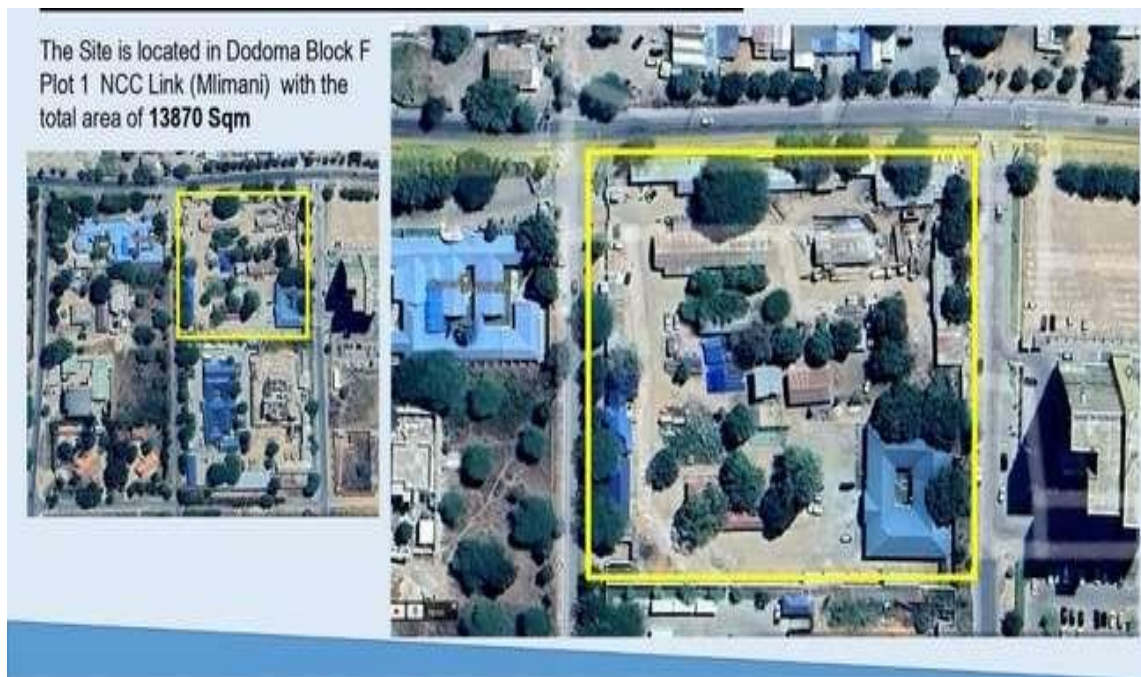 The Site is located in Dodoma Block F
Plot 1 NCC Link (Mlimani) with the
total area of 13870 Sqm